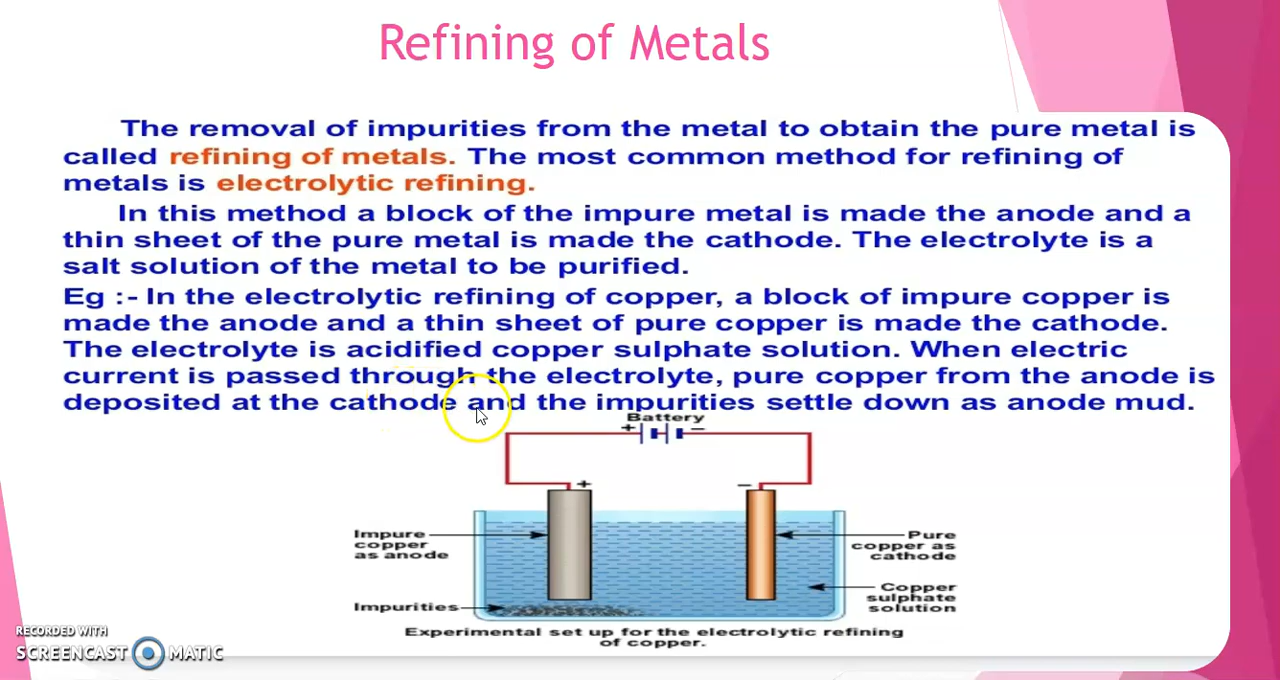 Refining of Metals
The removal of impurities from the metal to obtain the pure metal is
called refining of metals. The most common method for refining of
metals is electrolytic refining.
In this method a block of the impure metal is made the anode and a
thin sheet of the pure metal is made the cathode. The electrolyte is a
salt solution of the metal to be purified.
Eg :- In the electrolytic refining of copper, a block of impure copper is
made the anode and a thin sheet of pure copper is made the cathode.
The electrolyte is acidified copper sulphate solution. When electric
current is passed through the electrolyte, pure copper from the anode is
deposited at the cathode and the impurities settle down as anode mud.
Battery
+ −
+ −
Impure
copper
as anode
Pure
copper as
cathode
Copper
sulphate
solution
Impurities
Experimental set up for the electrolytic refining
of copper.
RECORDED WITH
SCREENCAST MATIC